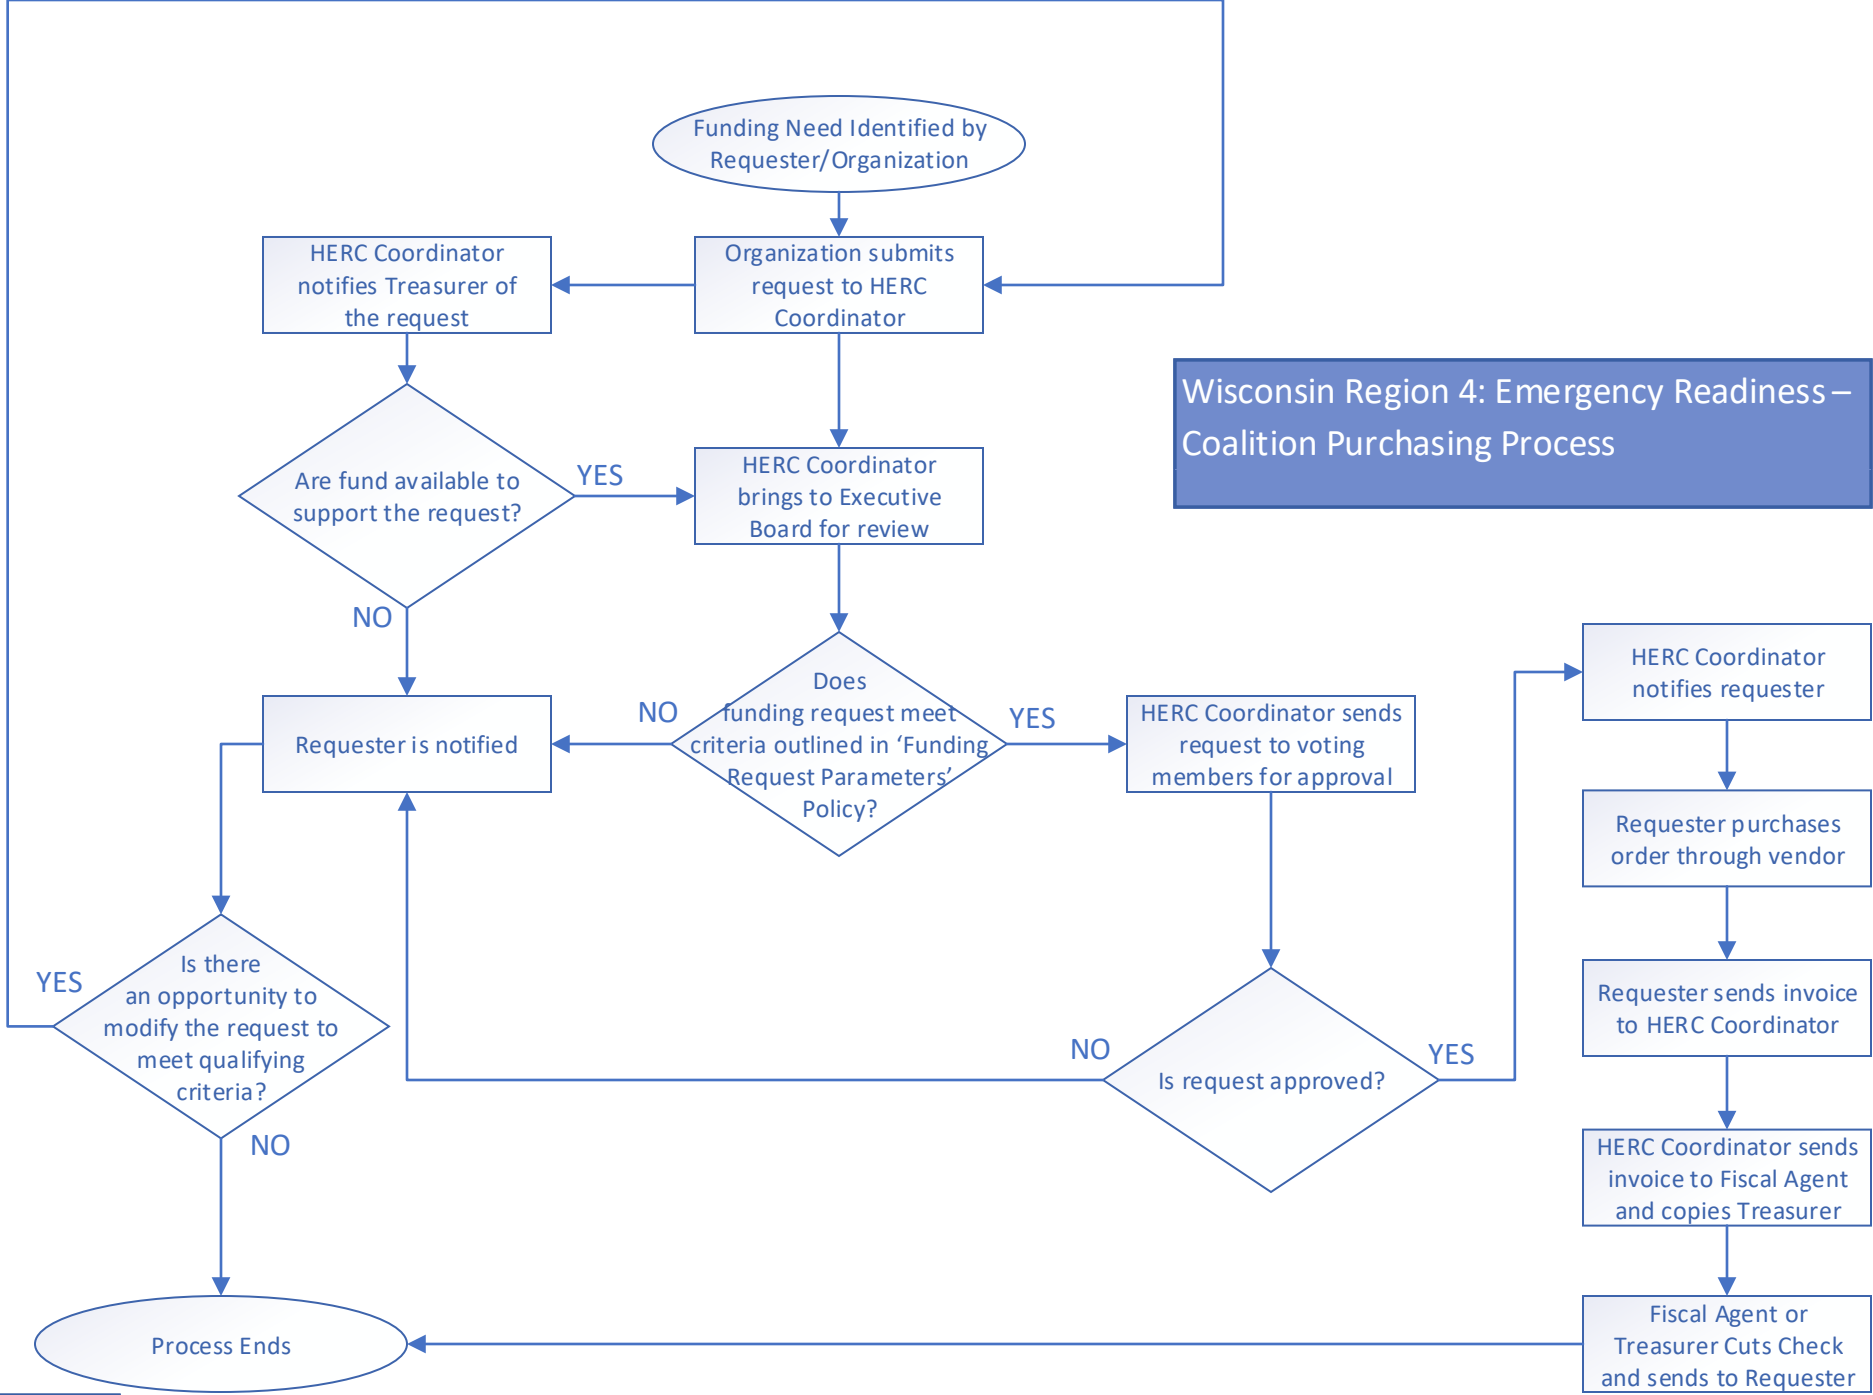 Funding Need Identified by
Requester/Organization
HERC Coordinator
notifies Treasurer of
the request
Organization submits
request to HERC
Coordinator
Wisconsin Region 4: Emergency Readiness –
Coalition Purchasing Process
Are fund available to
support the request?
YES
NO
HERC Coordinator
brings to Executive
Board for review
Does
funding request meet
criteria outlined in ‘Funding
Request Parameters’
Policy?
NO
YES
Requester is notified
HERC Coordinator sends
request to voting
members for approval
HERC Coordinator
notifies requester
Requester purchases
order through vendor
Requester sends invoice
to HERC Coordinator
HERC Coordinator sends
invoice to Fiscal Agent
and copies Treasurer
Fiscal Agent or
Treasurer Cuts Check
and sends to Requester
YES
Is there
an opportunity to
modify the request to
meet qualifying
criteria?
NO
NO
Is request approved?
YES
Process Ends